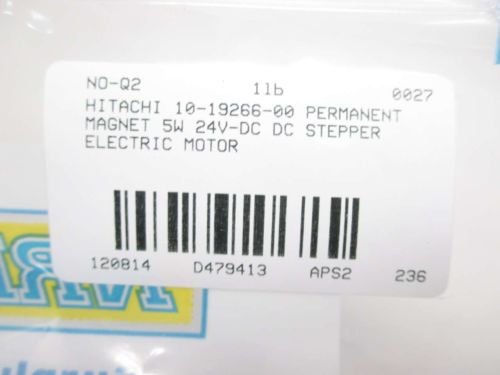 NO-Q2 11b 0027
HITACHI 10-19266-00 PERMANENT
MAGNET 5W 24V-DC DC STEPPER
ELECTRIC MOTOR
120814 D479413 APS2 236